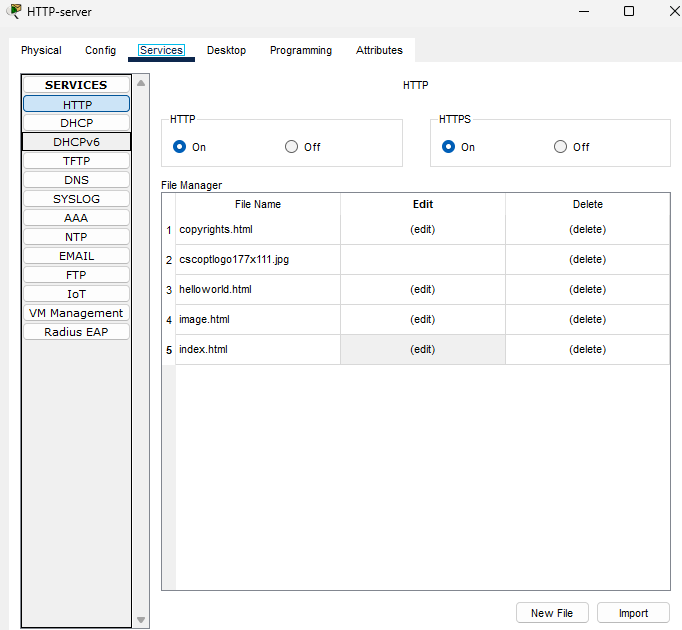 HTTP-server
Physical Config Services Desktop Programming Attributes
SERVICES
HTTP
DHCP
DHCPv6
TFTP
DNS
SYSLOG
AAA
NTP
EMAIL
FTP
IoT
VM Management
Radius EAP
HTTP
HTTP
On Off
HTTPS
On Off
File Manager
File Name Edit Delete
1 copyrights.html (edit) (delete)
2 cscoptlogo177x111.jpg (delete)
3 helloworld.html (edit) (delete)
4 image.html (edit) (delete)
5 index.html (edit) (delete)
New File Import